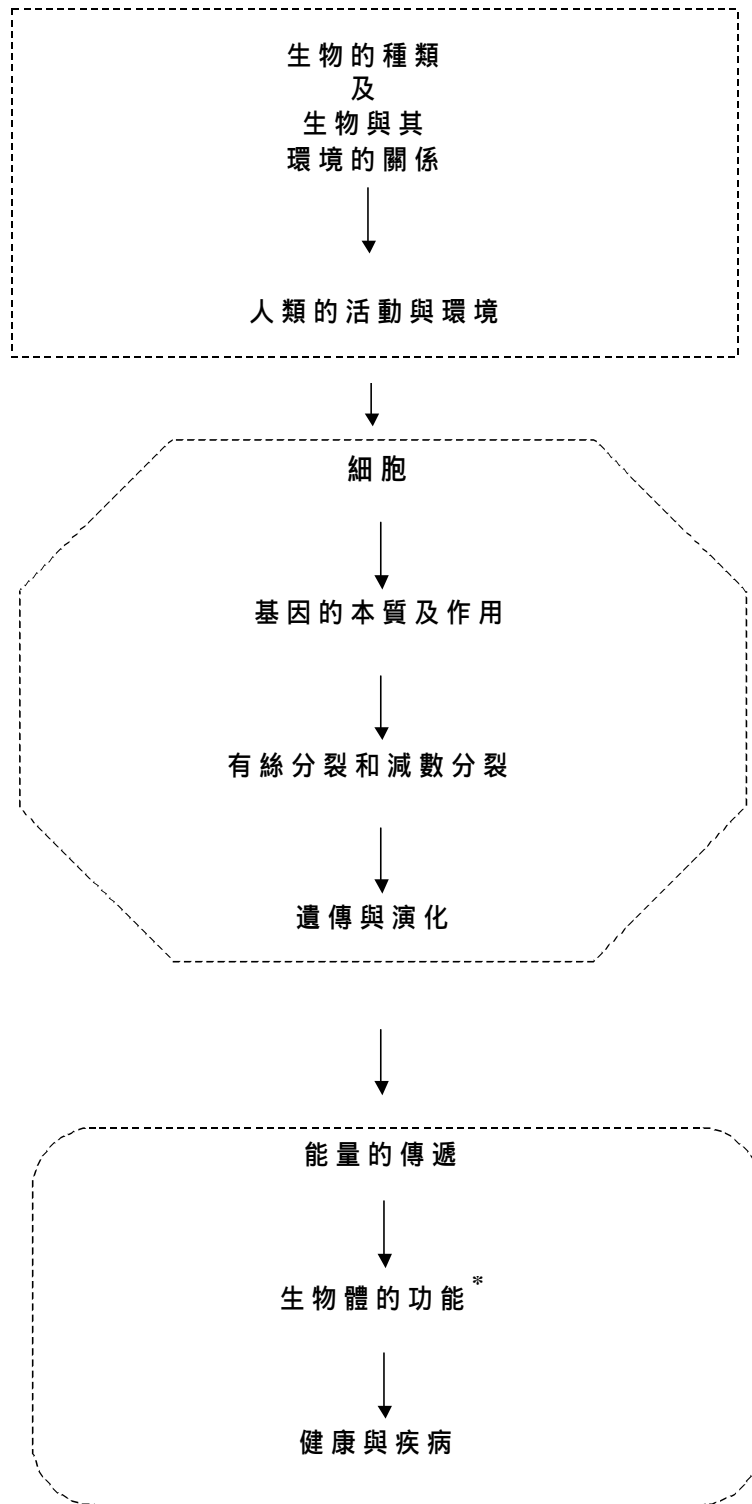 生物的種類
及
生物與其
環境的關係
人類的活動與環境
細胞
基因的本質及作用
有絲分裂和減數分裂
遺傳與演化
能量的傳遞
生物體的功能*
健康與疾病